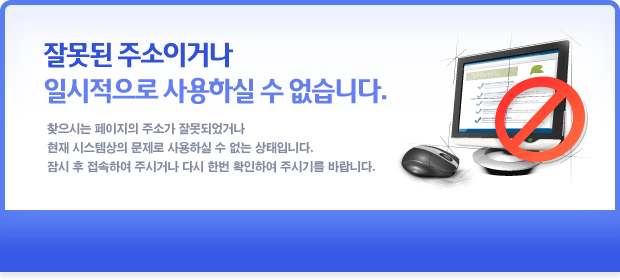 잘못된 주소이거나
일시적으로 사용하실 수 없습니다.
찾으시는 페이지의 주소가 잘못되었거나
현재 시스템상의 문제로 사용하실 수 없는 상태입니다.
잠시 후 접속하여 주시거나 다시 한번 확인하여 주시기를 바랍니다.